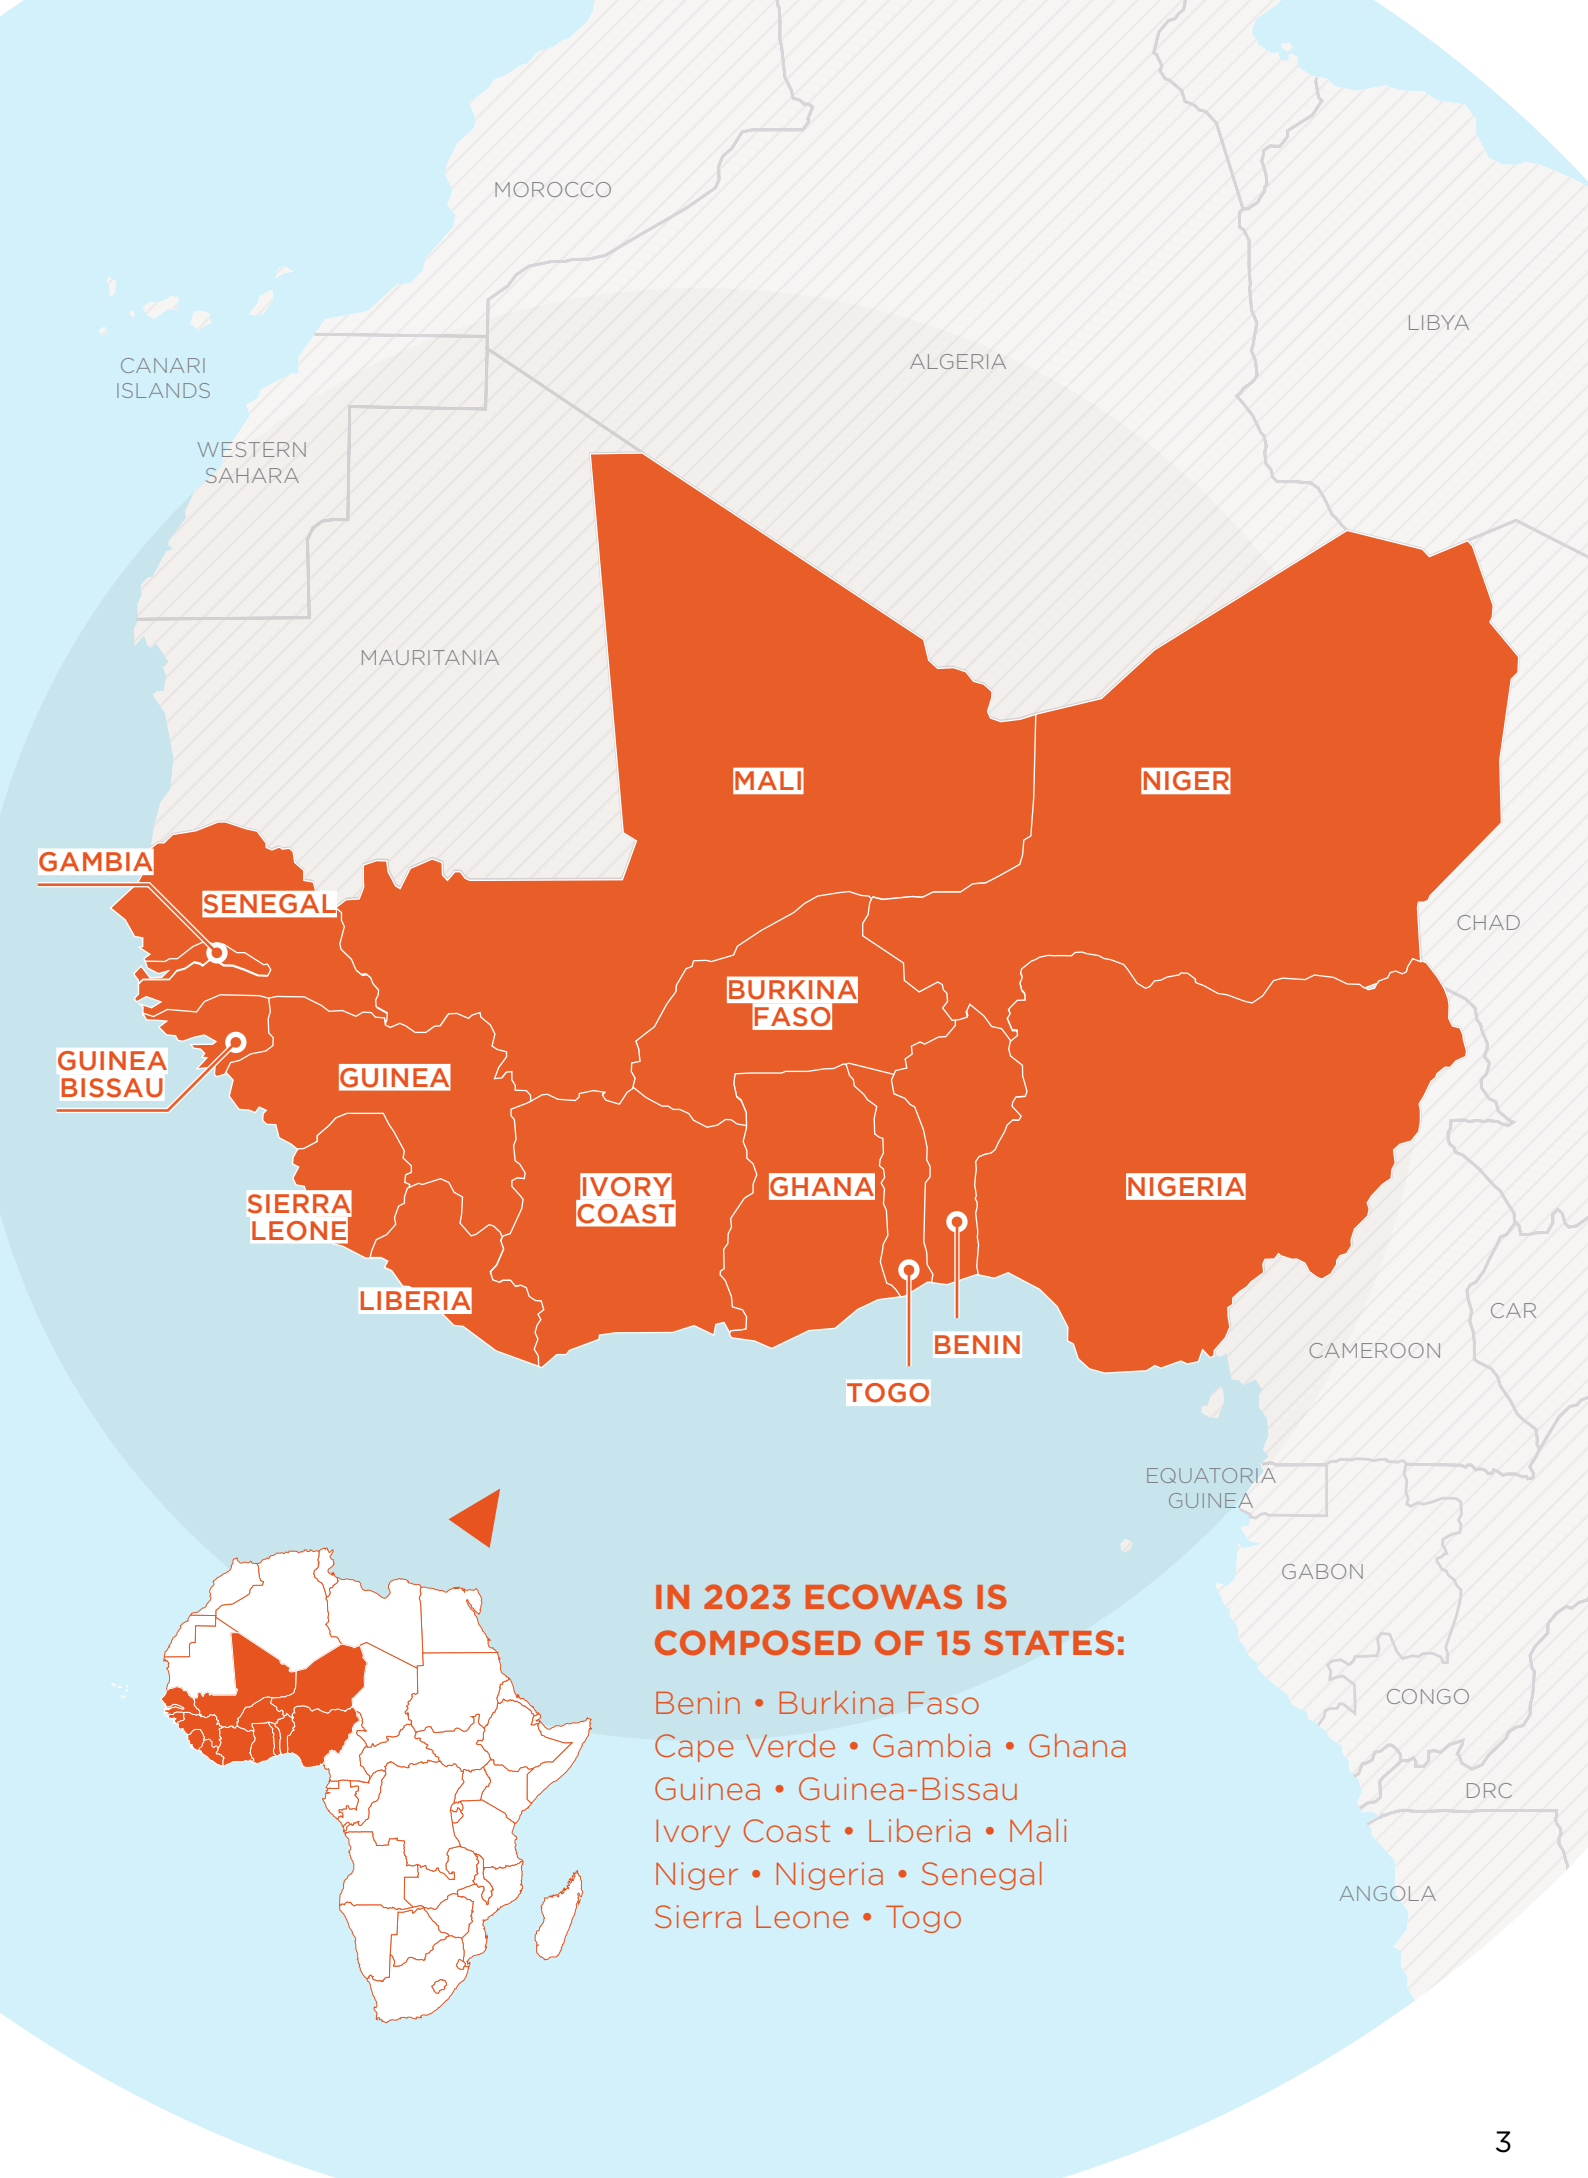 MOROCCO
LIBYA
ALGERIA
CANARI
ISLANDS
WESTERN
SAHARA
MAURITANIA
MALI
NIGER
GAMBIA
SENEGAL
CHAD
BURKINA
FASO
GUINEA
BISSAU
GUINEA
IVORY
COAST
GHANA
NIGERIA
SIERRA
LEONE
LIBERIA
CAR
BENIN
CAMEROON
TOGO
EQUATORIA
GUINEA
GABON
IN 2023 ECOWAS IS
COMPOSED OF 15 STATES:
Benin • Burkina Faso
Cape Verde • Gambia • Ghana
Guinea • Guinea-Bissau
Ivory Coast • Liberia • Mali
Niger • Nigeria • Senegal
Sierra Leone • Togo
CONGO
DRC
ANGOLA
3